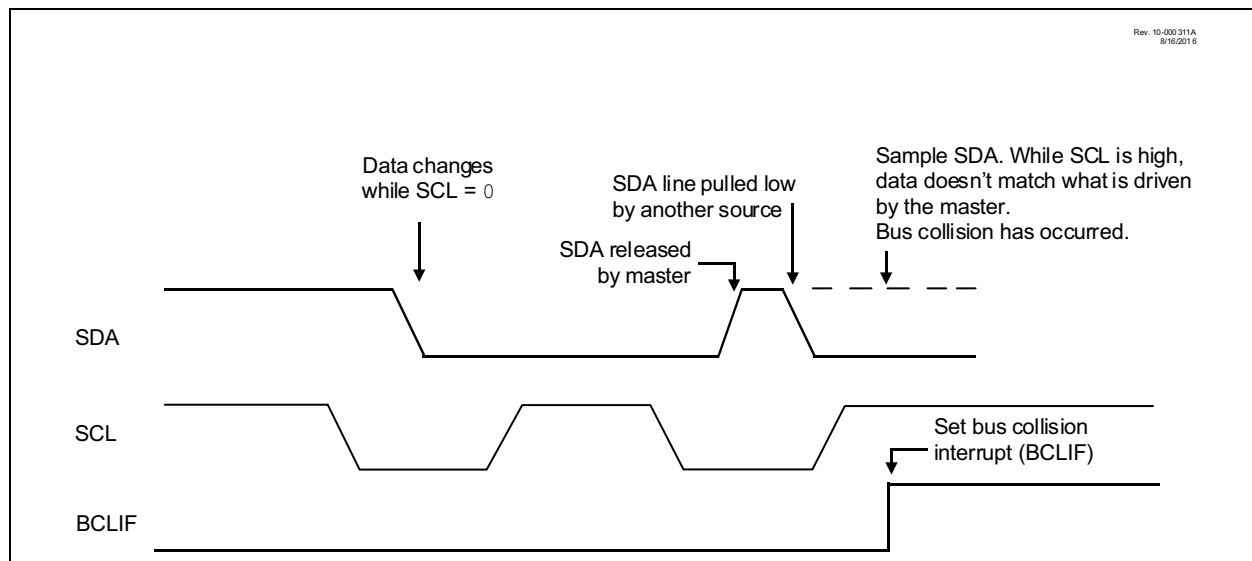 Rev. 10-000 311A
8/16/201 6
Data changes
while SCL = 0
SDA line pulled low
by another source
SDA released
by master
Sample SDA. While SCL is high,
data doesn't match what is driven
by the master.
Bus collision has occurred.
SDA
SCL
Set bus collision
interrupt (BCLIF)
BCLIF